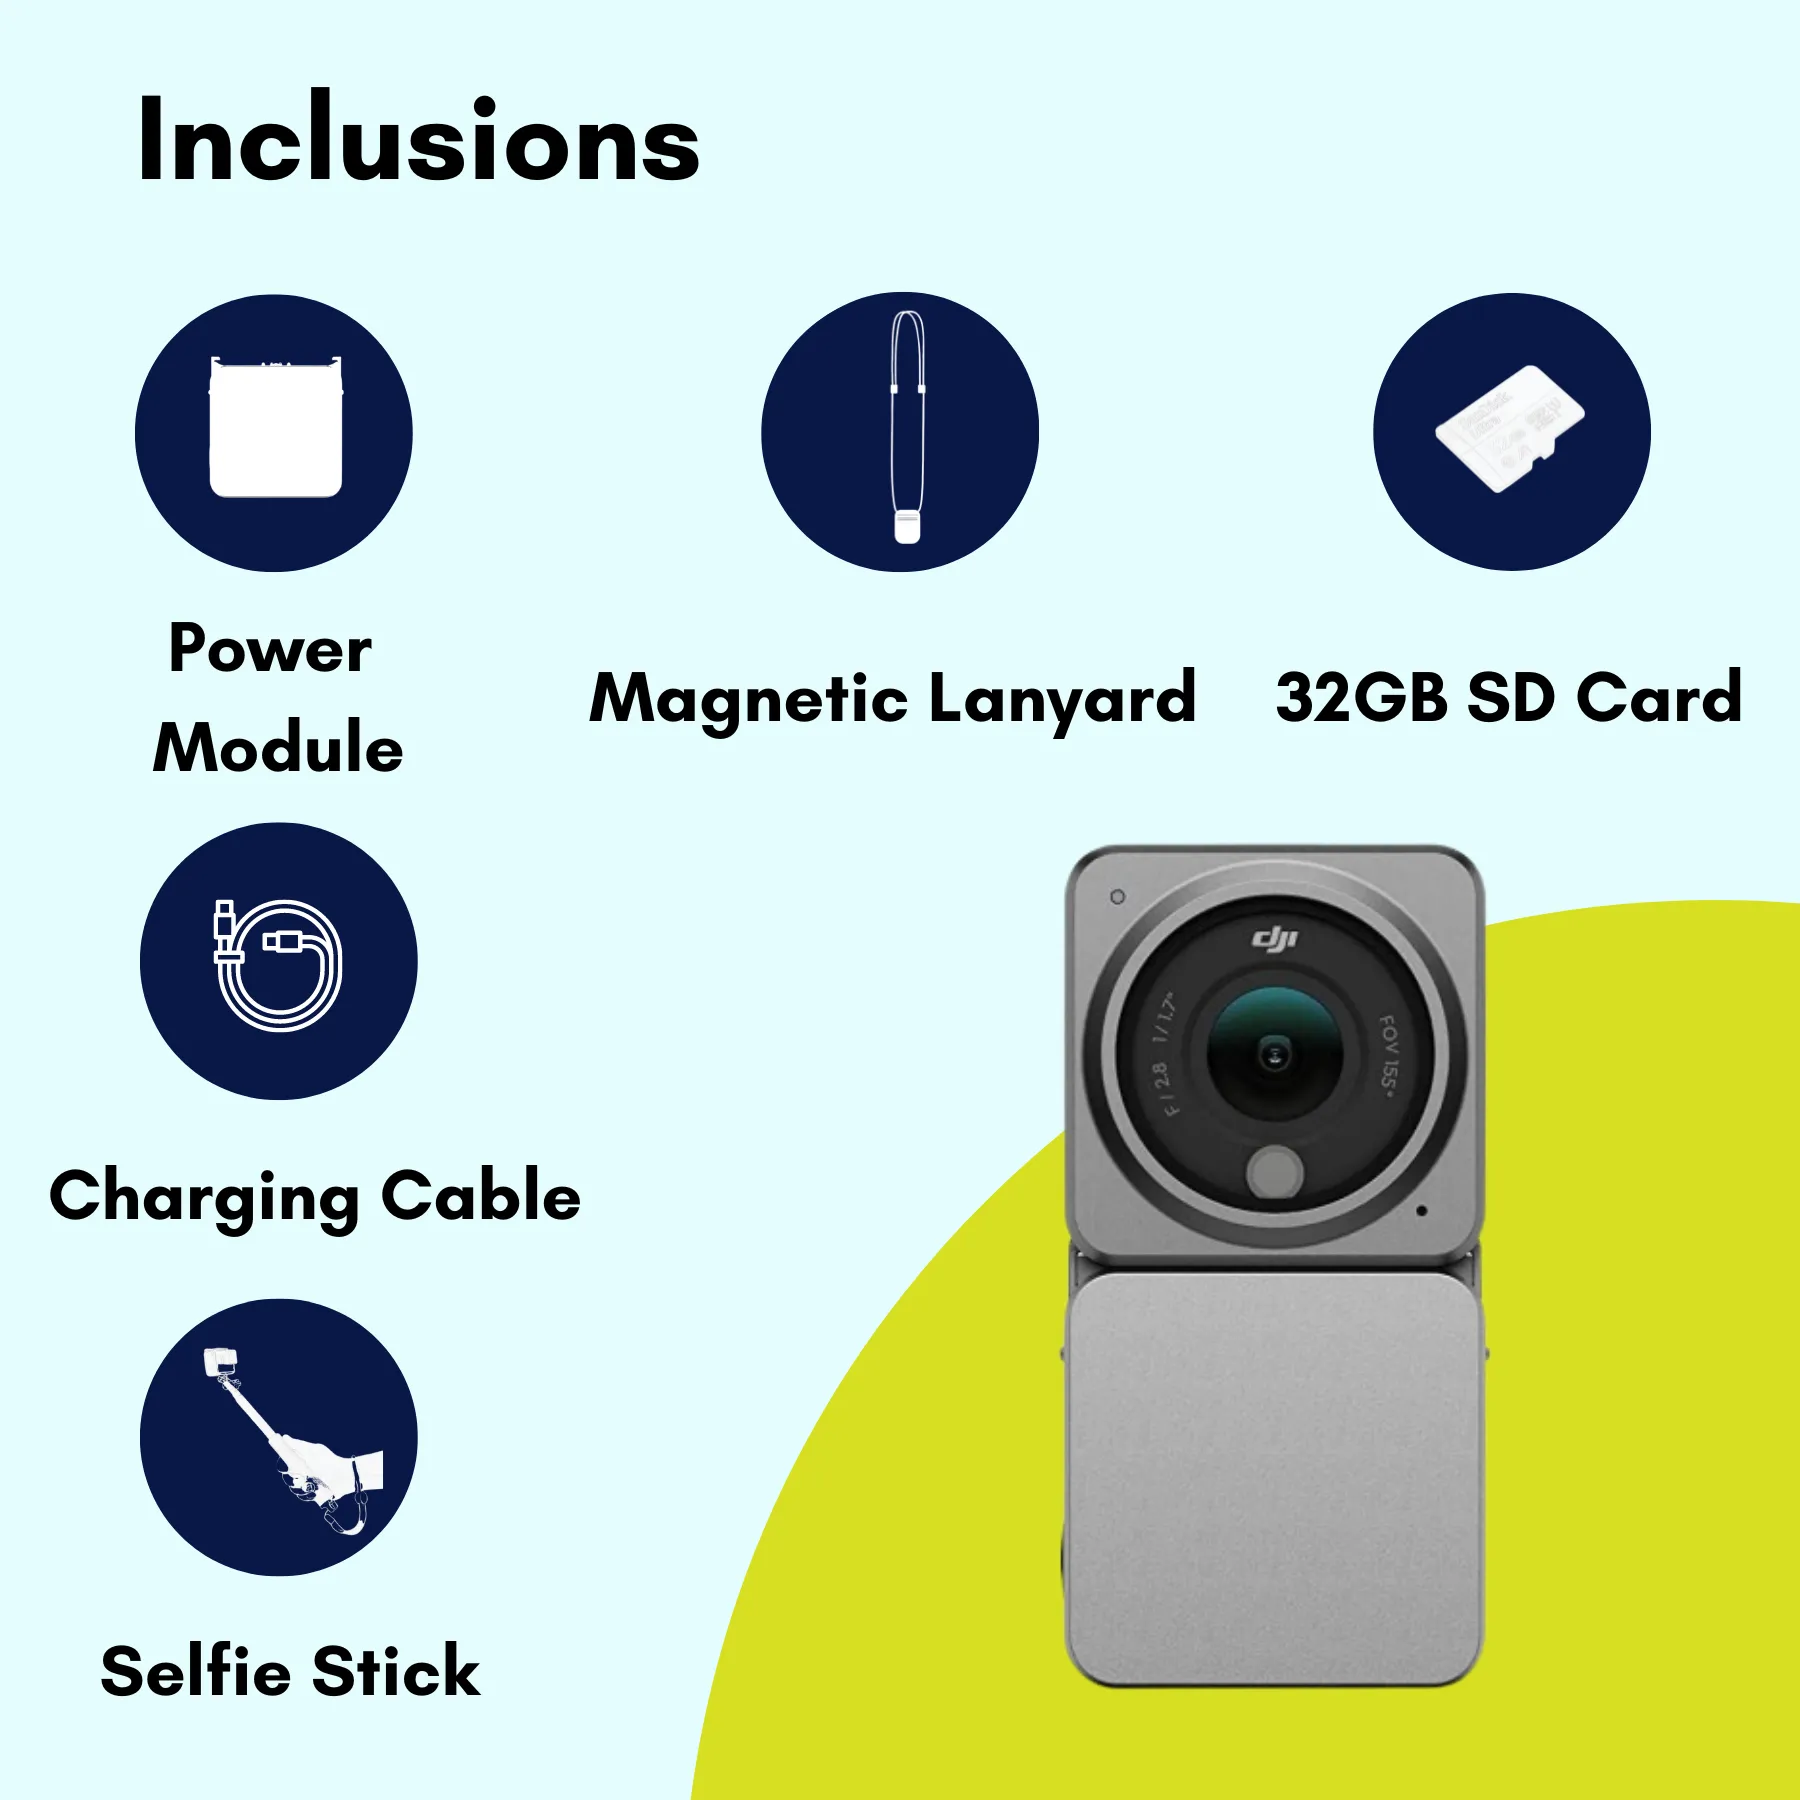 Inclusions
Power
Module
Magnetic Lanyard
32GB SD Card
Charging Cable
Selfie Stick
dji
F/2.8 1/1.7"
FOV 155°